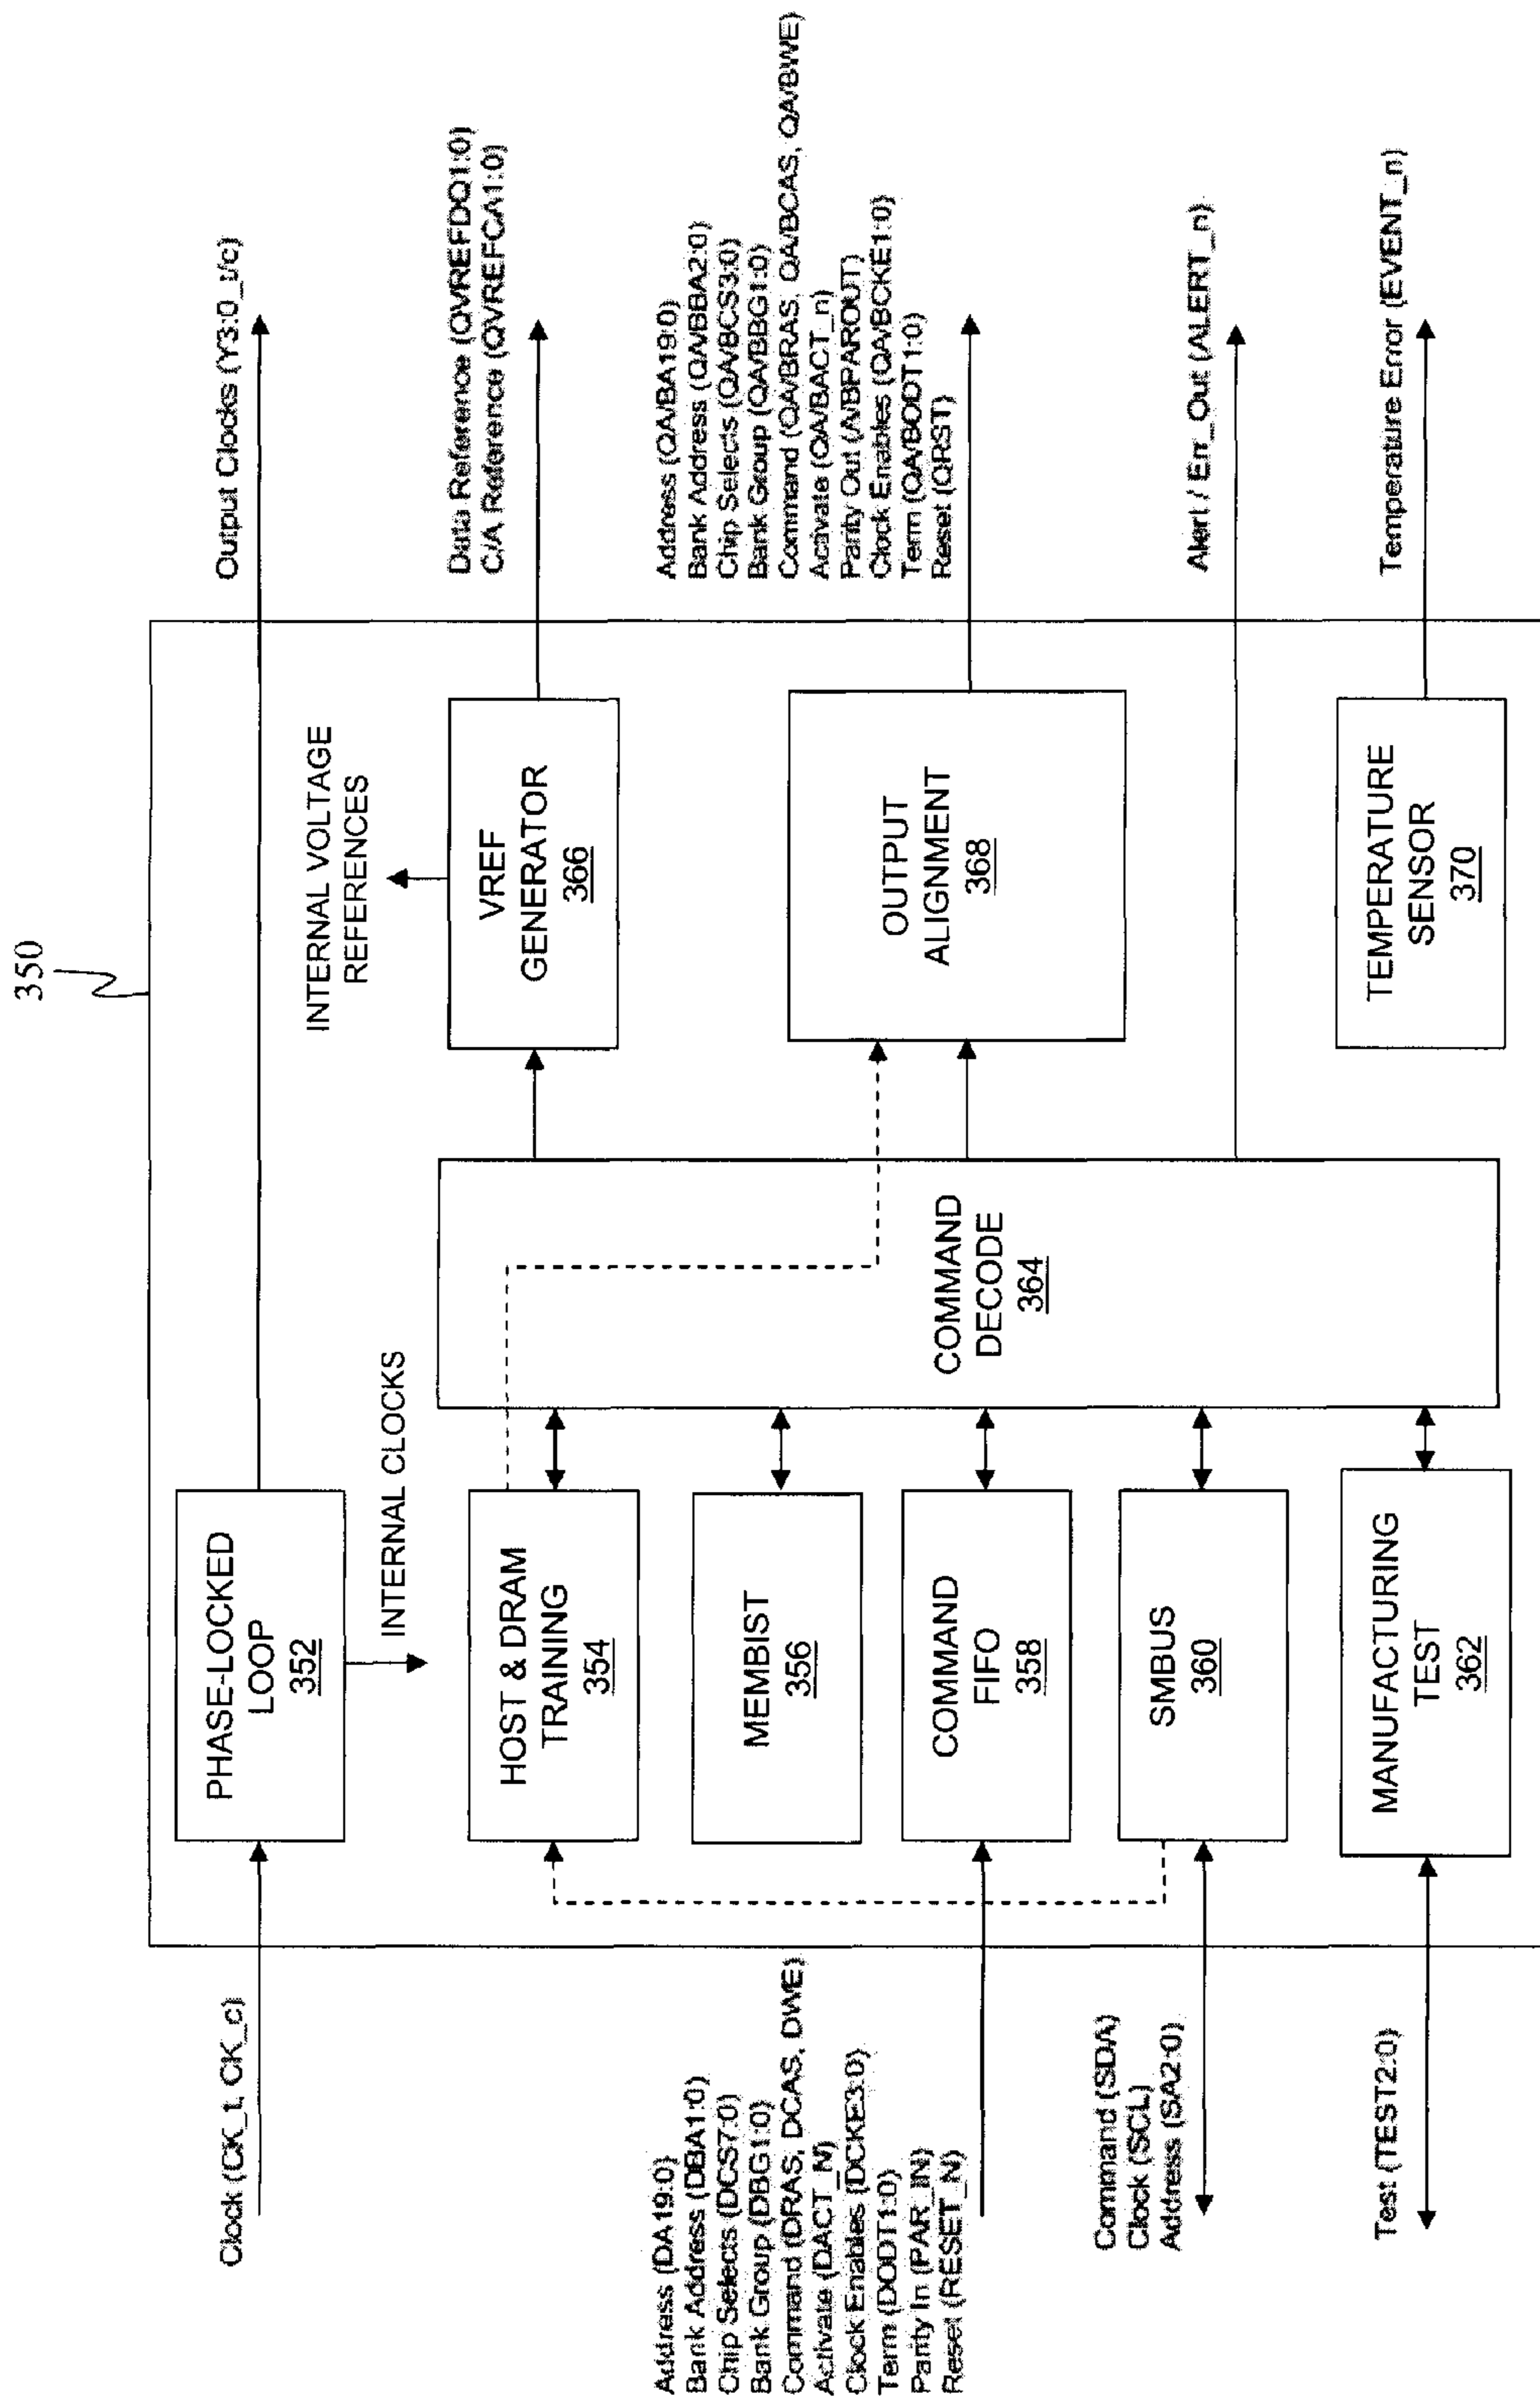 350
Clock (CK_t, CK_c)
PHASE-LOCKED
LOOP
352
Output Clocks (Y3:0_t/c)
INTERNAL CLOCKS
INTERNAL VOLTAGE
REFERENCES
HOST & DRAM
TRAINING
354
VREF
GENERATOR
366
Data Reference (QVREFDQ1:0)
C/A Reference (QVREFCA1:0)
MEMBIST
356
Address (DA19:0)
Bank Address (DBA1:0)
Chip Selects (DCS7:0)
Bank Group (DBG1:0)
Command (DRAS, DCAS, DWE)
Activate (DACT_N)
Clock Enables (DCKE3:0)
Term (DODT1:0)
Parity In (PAR_IN)
Reset (RESET_N)
COMMAND
FIFO
358
COMMAND
DECODE
364
OUTPUT
ALIGNMENT
368
Address (QA/BA19:0)
Bank Address (QA/BBA2:0)
Chip Selects (QA/BCS3:0)
Bank Group (QA/BBG1:0)
Command (QA/BRAS, QA/BCAS, QA/BWE)
Activate (QA/BACT_n)
Parity Out (A/BPAROUT)
Clock Enables (QA/BCKE1:0)
Term (QA/BODT1:0)
Reset (QRST)
Command (SDA)
Clock (SCL)
Address (SA2:0)
SMBUS
360
Alert / Err_Out (ALERT_n)
Test (TEST2:0)
MANUFACTURING
TEST
362
TEMPERATURE
SENSOR
370
Temperature Error (EVENT_n)